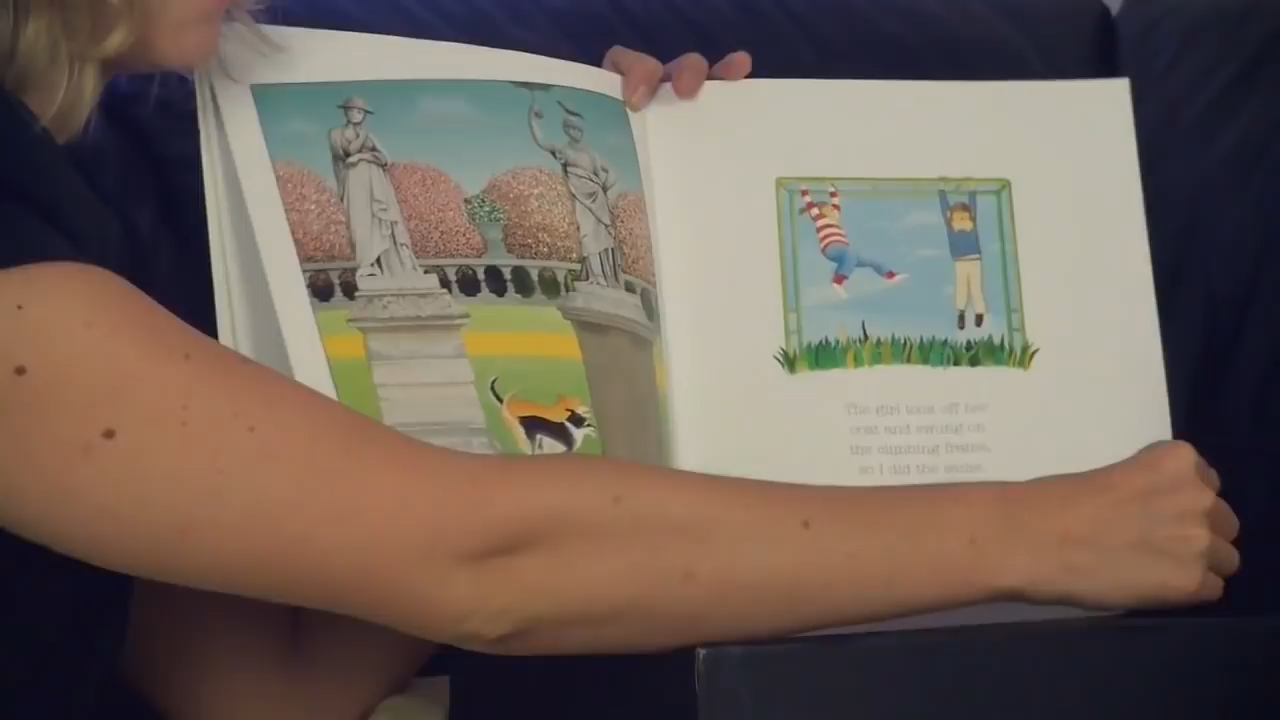 The girl took off her
coat and swung on
the climbing frame,
so I did the same.